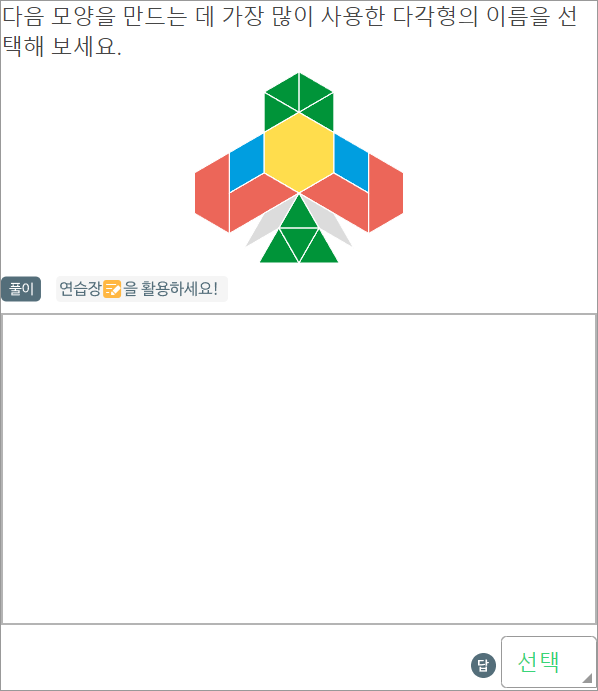 다음 모양을 만드는 데 가장 많이 사용한 다각형의 이름을 선
택해 보세요.
풀이 연습장을 활용하세요!
답 선택